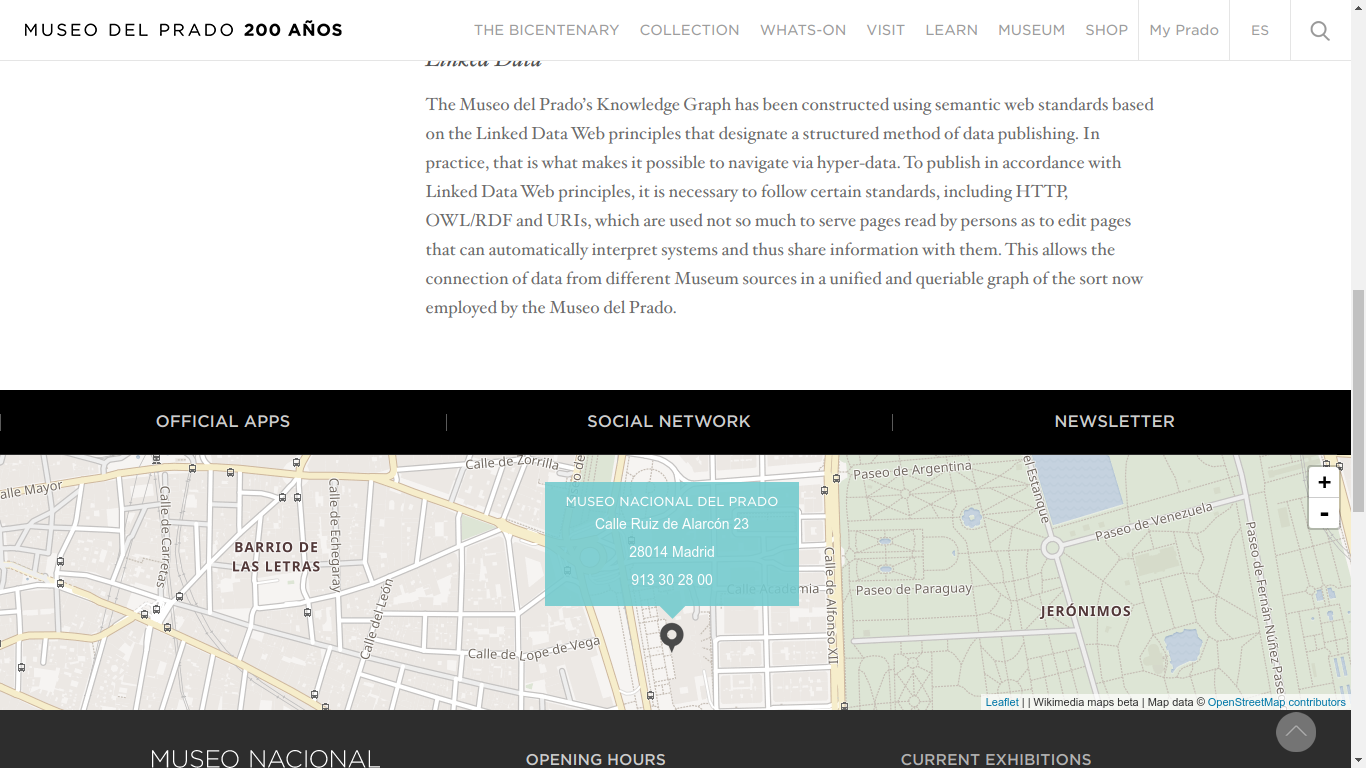 MUSEO DEL PRADO 200 AÑOS
THE BICENTENARY COLLECTION WHATS-ON VISIT LEARN MUSEUM SHOP My Prado ES
Linked Data
The Museo del Prado’s Knowledge Graph has been constructed using semantic web standards based
on the Linked Data Web principles that designate a structured method of data publishing. In
practice, that is what makes it possible to navigate via hyper-data. To publish in accordance with
Linked Data Web principles, it is necessary to follow certain standards, including HTTP,
OWL/RDF and URIs, which are used not so much to serve pages read by persons as to edit pages
that can automatically interpret systems and thus share information with them. This allows the
connection of data from different Museum sources in a unified and queriable graph of the sort now
employed by the Museo del Prado.
OFFICIAL APPS
SOCIAL NETWORK
NEWSLETTER
alle Mayor
Calle de Carretas
Calle de Echegaray
Calle de Zorrilla
BARRIO DE
LAS LETRAS
Calle del León
Calle de Lope de Vega
MUSEO NACIONAL DEL PRADO
Calle Ruiz de Alarcón 23
28014 Madrid
913 30 28 00
Calle Academia
Calle de Alfonso XII
Paseo de Argentina
el Estanque
Paseo de Venezuela
Paseo de Paraguay
JERÓNIMOS
Paseo de Fernán Núñez
Pase
+
-
Leaflet | | Wikimedia maps beta | Map data © OpenStreetMap contributors
MUSEO NACIONAL
OPENING HOURS
CURRENT EXHIBITIONS